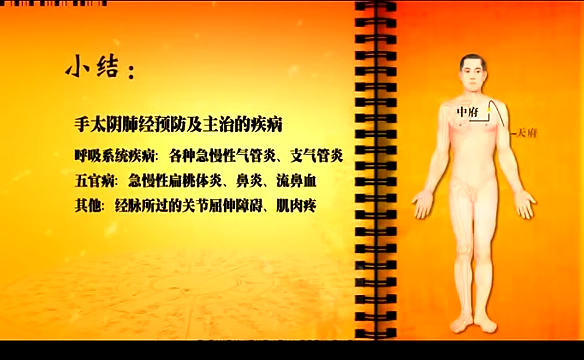 小结：
手太阴肺经预防及主治的疾病
呼吸系统疾病：各种急慢性气管炎、支气管炎
五官病：急慢性扁桃体炎、鼻炎、流鼻血
其他：经脉所过的关节屈伸障碍、肌肉疼
中府
天府